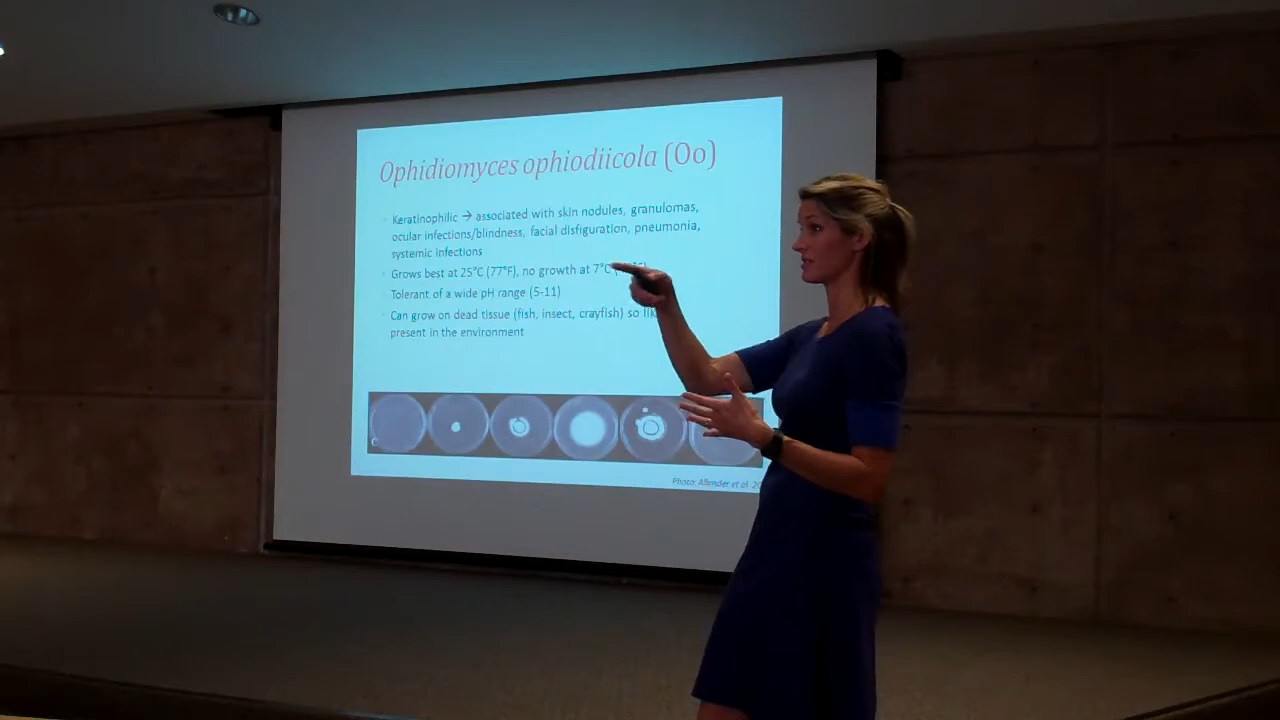 Ophidiomyces ophiodiicola (Oo)
Keratinophilic → associated with skin nodules, granulomas,
ocular infections/blindness, facial disfiguration, pneumonia,
systemic infections
Grows best at 25°C (77°F), no growth at 7°C
Tolerant of a wide pH range (5-11)
Can grow on dead tissue (fish, insect, crayfish) so
present in the environment
Photo: Allender et al.